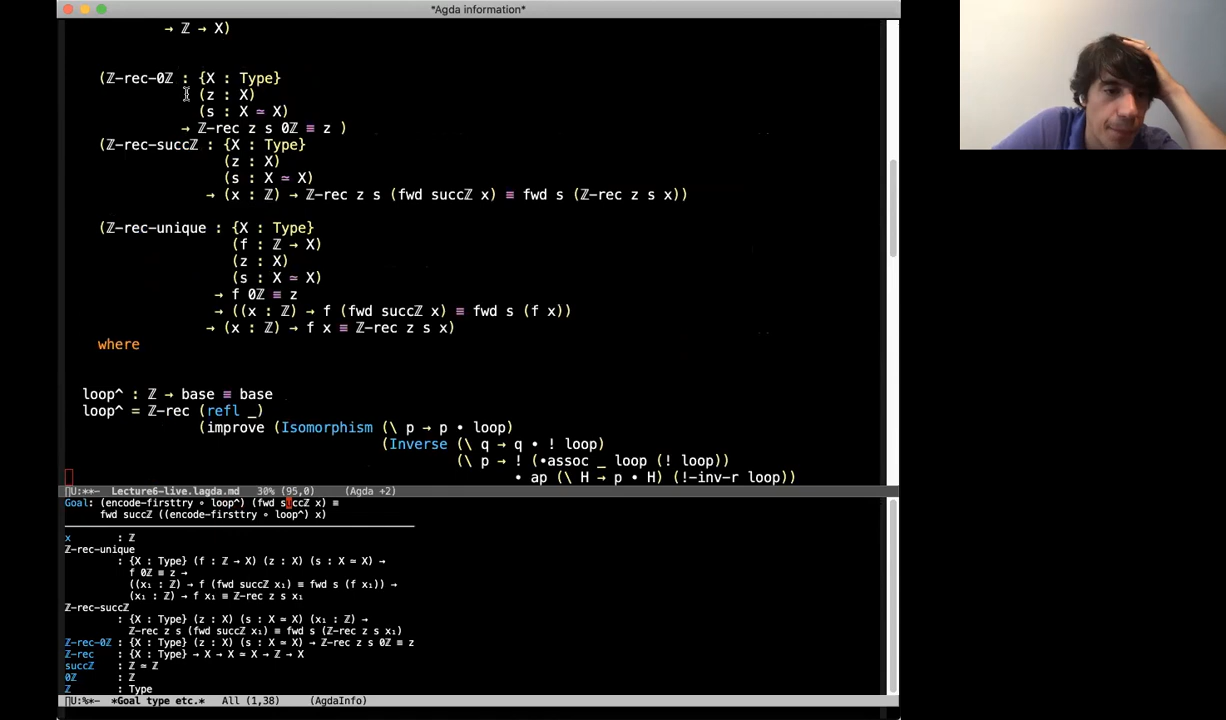 *Agda information*
→ ℤ → X)
(ℤ-rec-0ℤ : {X : Type}
(z : X)
(s : X ≃ X)
→ ℤ-rec z s 0ℤ ≡ z )
(ℤ-rec-succℤ : {X : Type}
(z : X)
(s : X ≃ X)
→ (x : ℤ) → ℤ-rec z s (fwd succℤ x) ≡ fwd s (ℤ-rec z s x))
(ℤ-rec-unique : {X : Type}
(f : ℤ → X)
(z : X)
(s : X ≃ X)
→ f 0ℤ ≡ z
→ ((x : ℤ) → f (fwd succℤ x) ≡ fwd s (f x))
→ (x : ℤ) → f x ≡ ℤ-rec z s x)
where
loop^ : ℤ → base ≡ base
loop^ = ℤ-rec (refl _)
(improve (Isomorphism (\ p → p • loop)
(Inverse (\ q → q • ! loop)
(\ p → ! (•assoc _ loop (! loop))
• ap (\ H → p • H) (!-inv-r loop))
∏U:**- Lecture6-live.lagda.md 30% (95,0) (Agda +2)
Goal: (encode-firsttry ∘ loop^) (fwd succℤ x) ≡
fwd succℤ ((encode-firsttry ∘ loop^) x)
x : ℤ
ℤ-rec-unique
: {X : Type} (f : ℤ → X) (z : X) (s : X ≃ X) →
f 0ℤ ≡ z →
((x₁ : ℤ) → f (fwd succℤ x₁) ≡ fwd s (f x₁)) →
(x₁ : ℤ) → f x₁ ≡ ℤ-rec z s x₁
ℤ-rec-succℤ
: {X : Type} (z : X) (s : X ≃ X) (x₁ : ℤ) →
ℤ-rec z s (fwd succℤ x₁) ≡ fwd s (ℤ-rec z s x₁)
ℤ-rec-0ℤ : {X : Type} (z : X) (s : X ≃ X) → ℤ-rec z s 0ℤ ≡ z
ℤ-rec : {X : Type} → X → X ≃ X → ℤ → X
succℤ : ℤ ≃ ℤ
0ℤ : ℤ
ℤ : Type
∏U:%*- *Goal type etc.* All (1,38) (AgdaInfo)